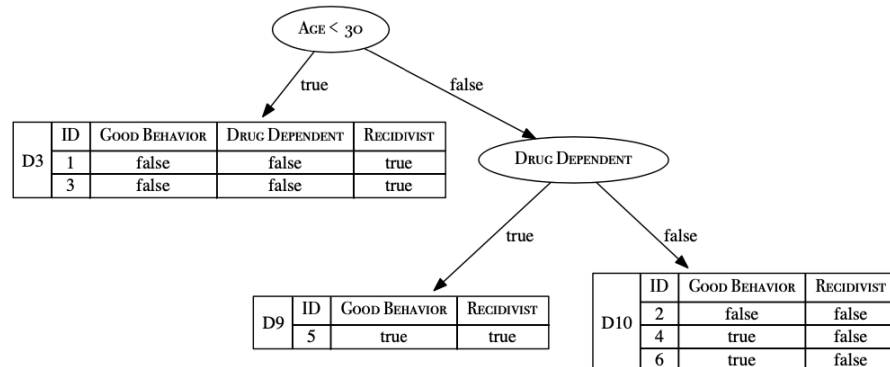 AGE < 30
true
false
D3
ID GOOD BEHAVIOR DRUG DEPENDENT RECIDIVIST
1 false false true
3 false false true
DRUG DEPENDENT
true
false
D9
ID GOOD BEHAVIOR RECIDIVIST
5 true true
D10
ID GOOD BEHAVIOR RECIDIVIST
2 false false
4 true false
6 true false